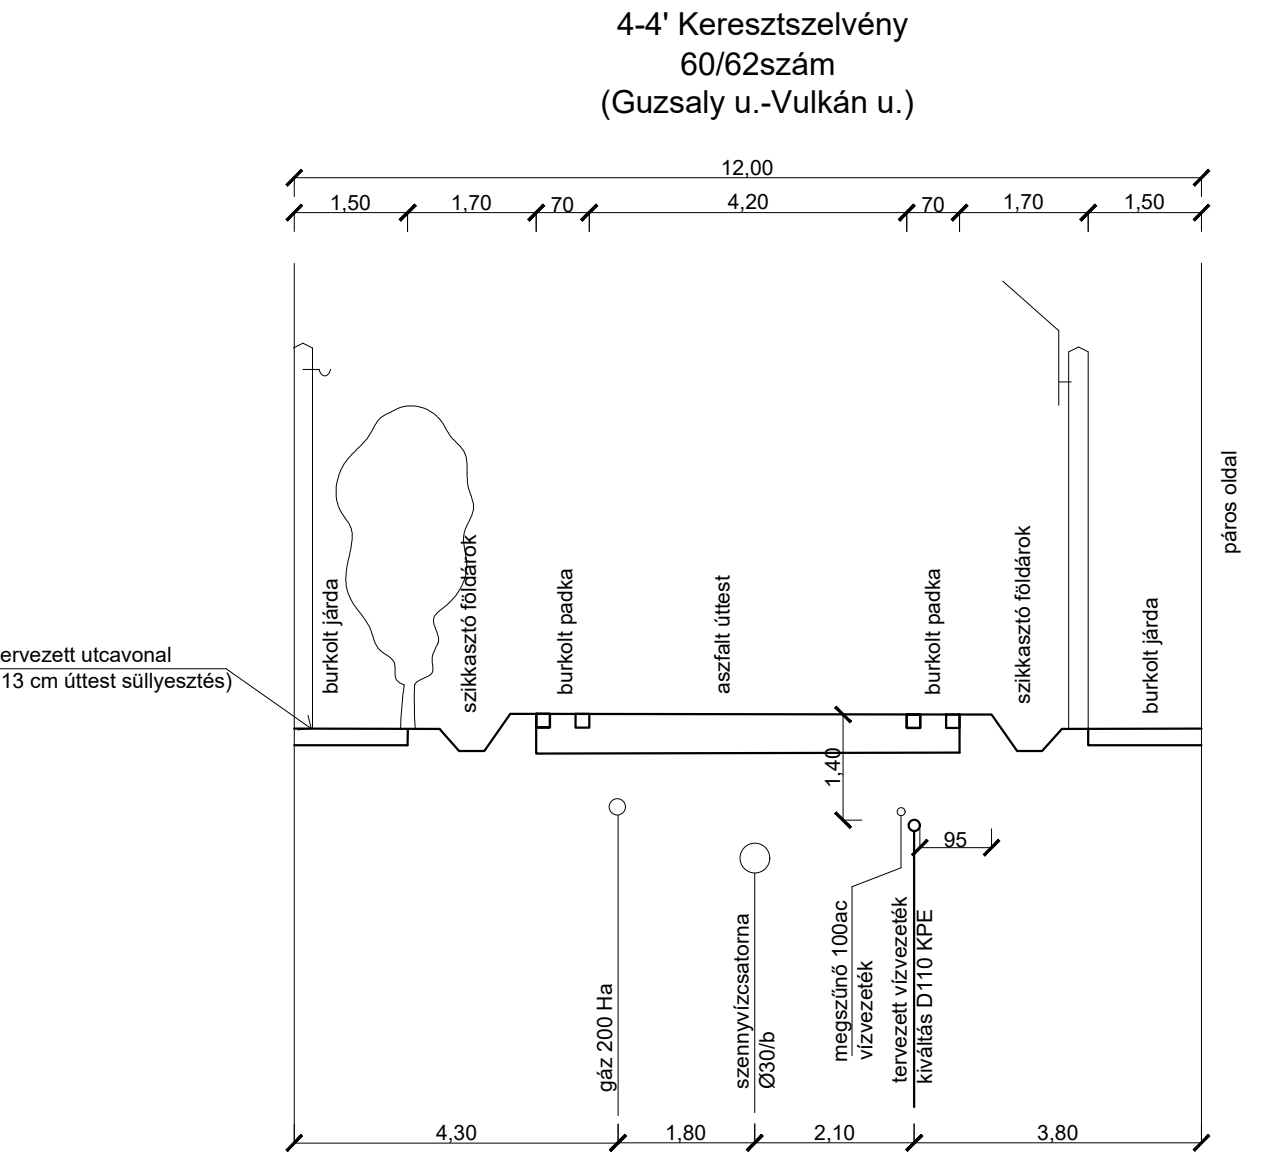 4-4' Keresztszelvény
60/62szám
(Guzsaly u.-Vulkán u.)
12,00
1,50
1,70
70
4,20
70
1,70
1,50
páros oldal
burkolt járda
szikkasztó földárok
burkolt padka
aszfalt úttest
burkolt padka
szikkasztó földárok
burkolt járda
ervezett utcavonal
13 cm úttest süllyesztés)
1,40
95
gáz 200 Ha
szennyvízcsatorna
Ø30/b
megszűnő 100ac
vízvezeték
tervezett vízvezeték
kiváltás D110 KPE
4,30
1,80
2,10
3,80